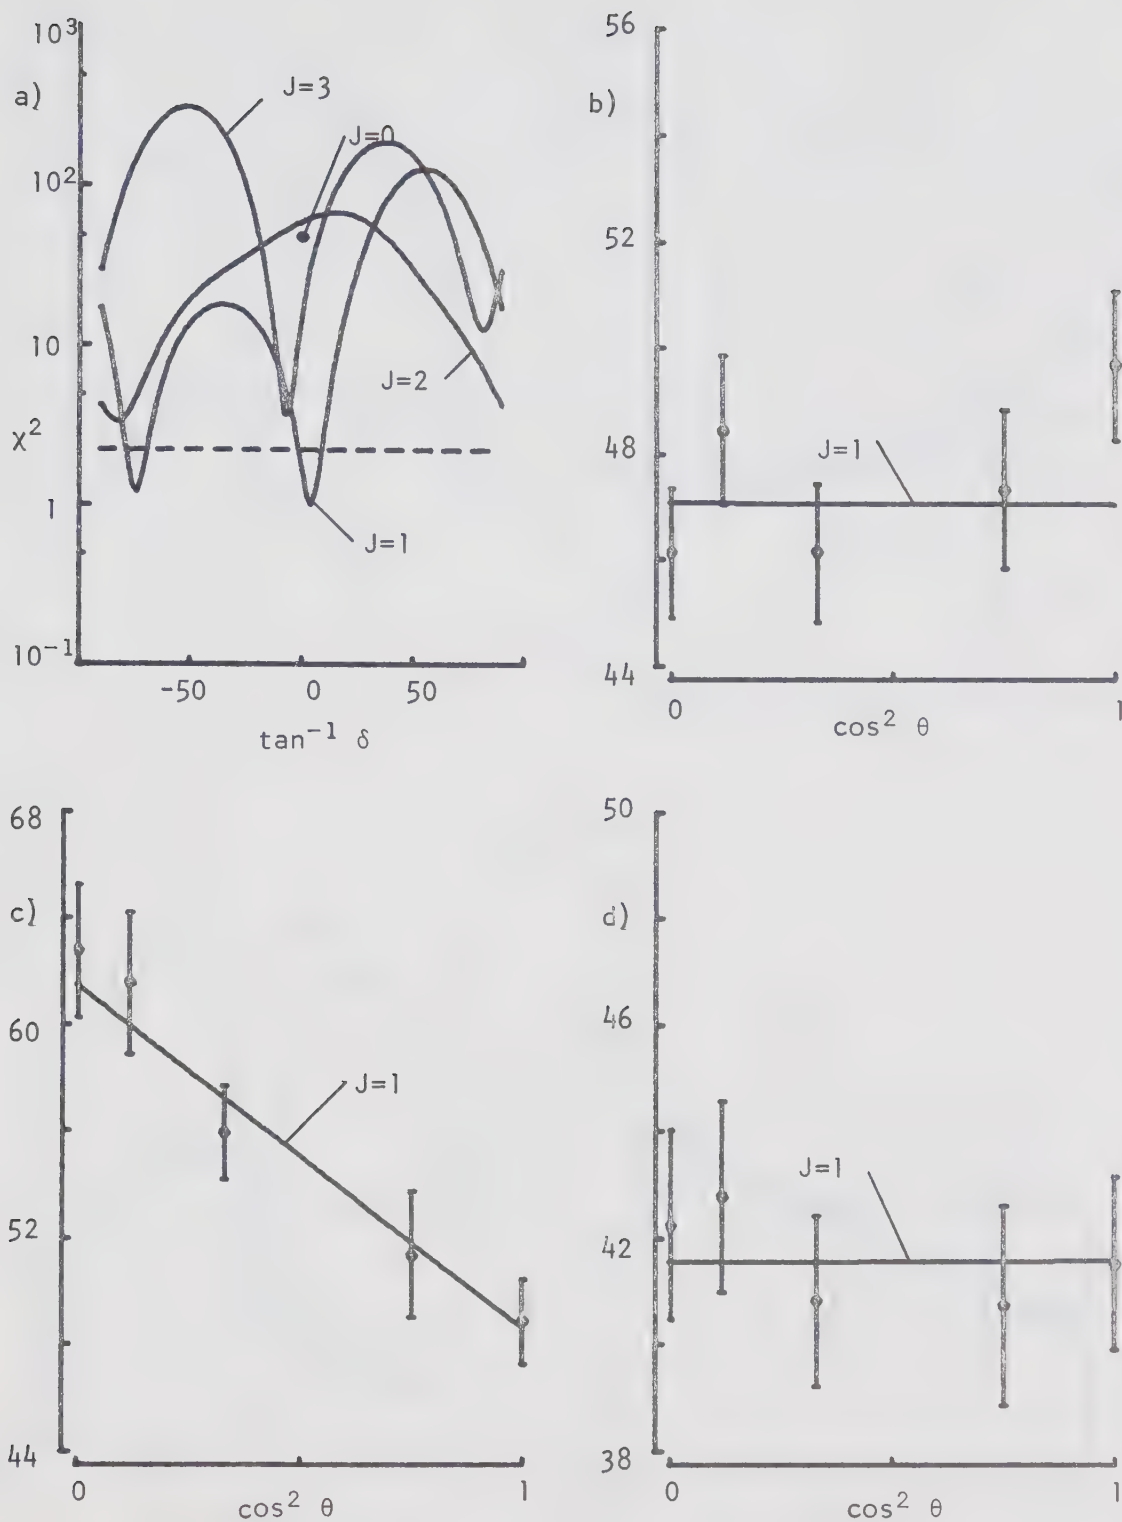 a)
10³
10²
10
χ²
1
10⁻¹
J=3
J=0
J=2
J=1
-50 0 50
tan⁻¹ δ
b)
56
52
48
44
J=1
0 1
cos² θ
c)
68
60
52
44
J=1
0 1
cos² θ
d)
50
46
42
38
J=1
0 1
cos² θ